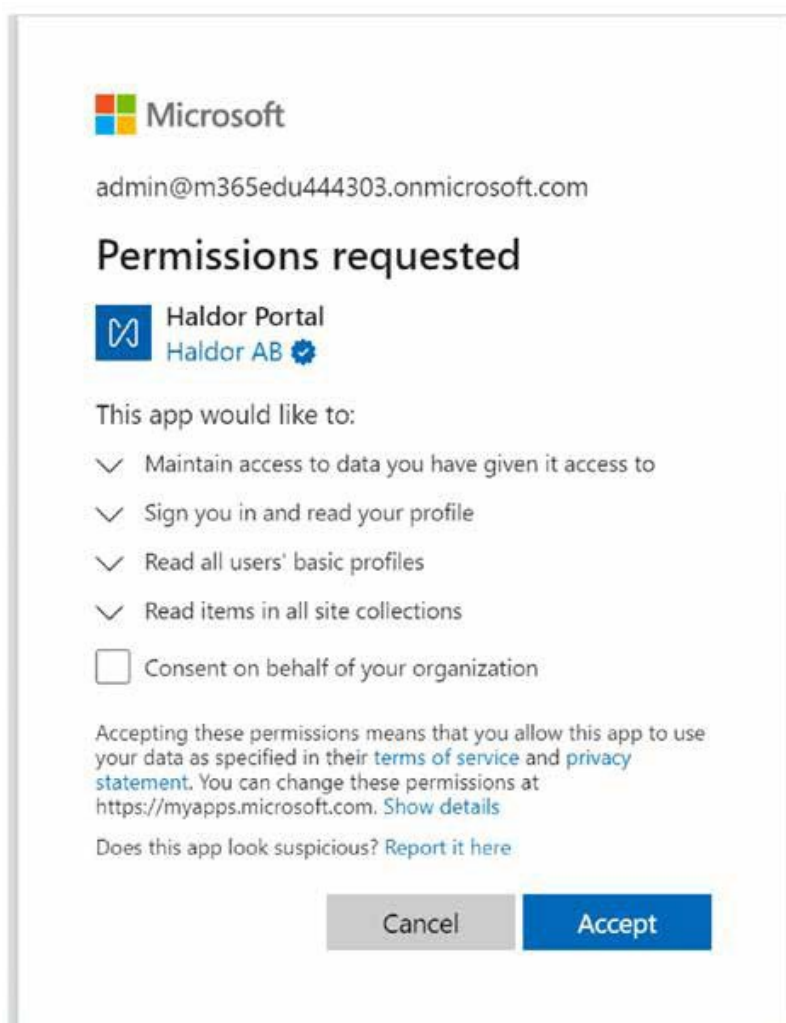 Microsoft
admin@m365edu444303.onmicrosoft.com
Permissions requested
Haldor Portal
Haldor AB
This app would like to:
Maintain access to data you have given it access to
Sign you in and read your profile
Read all users' basic profiles
Read items in all site collections
Consent on behalf of your organization
Accepting these permissions means that you allow this app to use
your data as specified in their terms of service and privacy
statement. You can change these permissions at
https://myapps.microsoft.com. Show details
Does this app look suspicious? Report it here
Cancel Accept